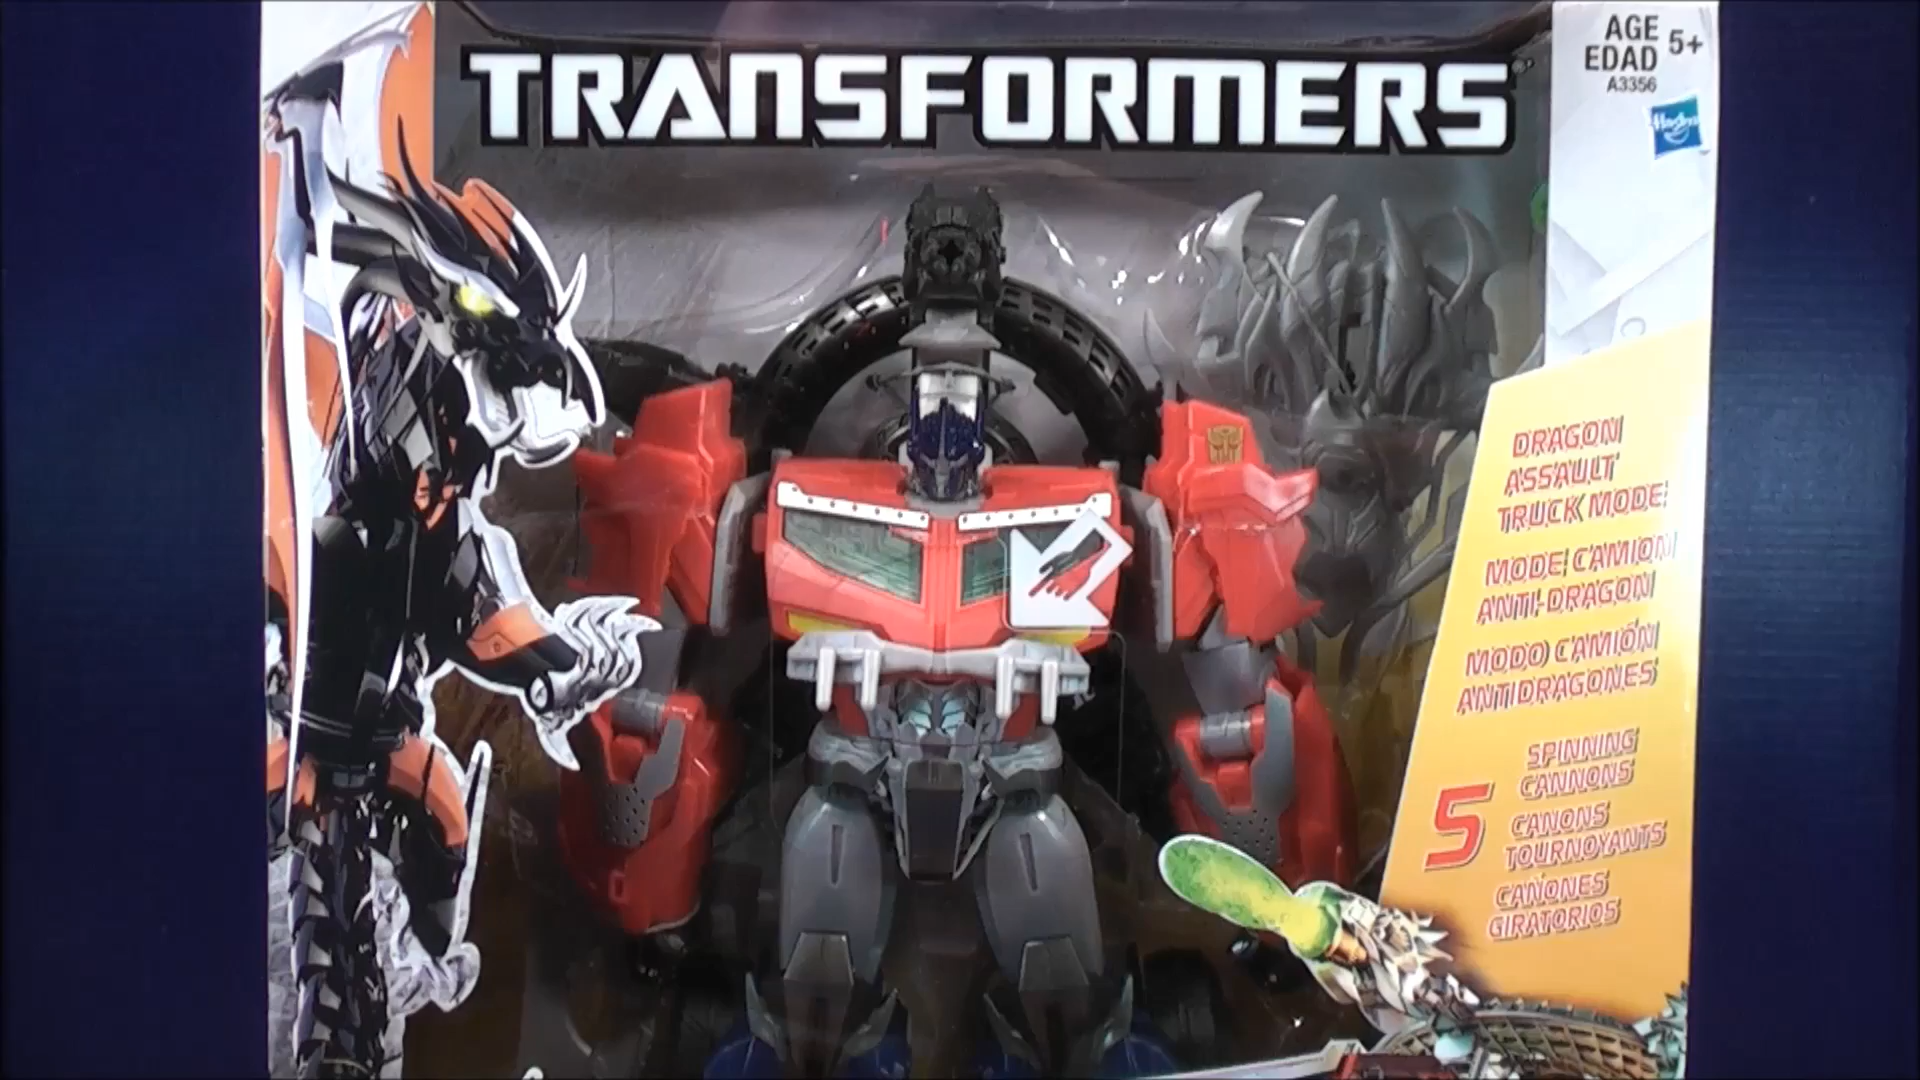 TRANSFORMERS
AGE
EDAD 5+
A3356
Hasbro
DRAGON
ASSAULT
TRUCK MODE
MODE CAMION
ANTI-DRAGON
MODO CAMIÓN
ANTIDRAGONES
5
SPINNING
CANNONS
CANONS
TOURNOYANTS
CAÑONES
GIRATORIOS